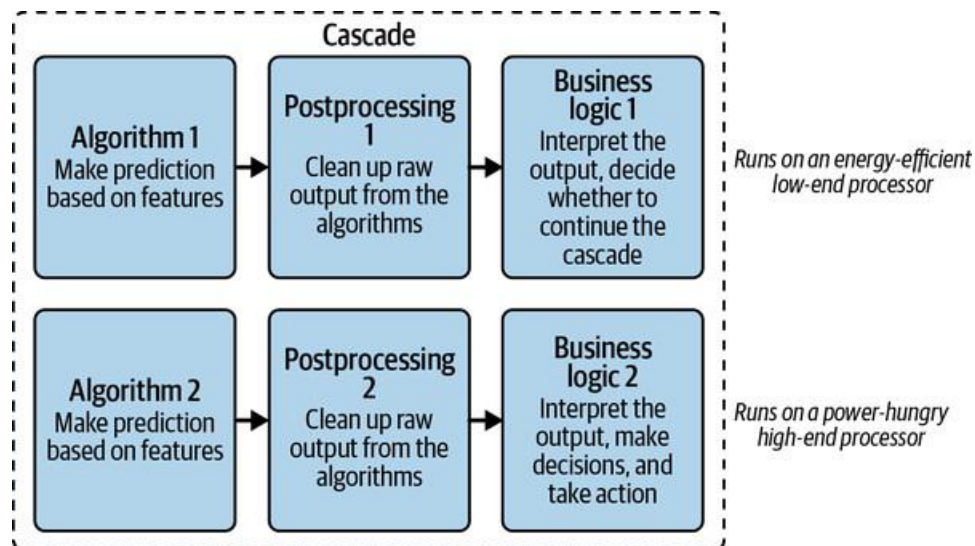 Cascade
Algorithm 1
Make prediction
based on features
Postprocessing
1
Clean up raw
output from the
algorithms
Business
logic 1
Interpret the
output, decide
whether to
continue the
cascade
Runs on an energy-efficient
low-end processor
Algorithm 2
Make prediction
based on features
Postprocessing
2
Clean up raw
output from the
algorithms
Business
logic 2
Interpret the
output, make
decisions, and
take action
Runs on a power-hungry
high-end processor